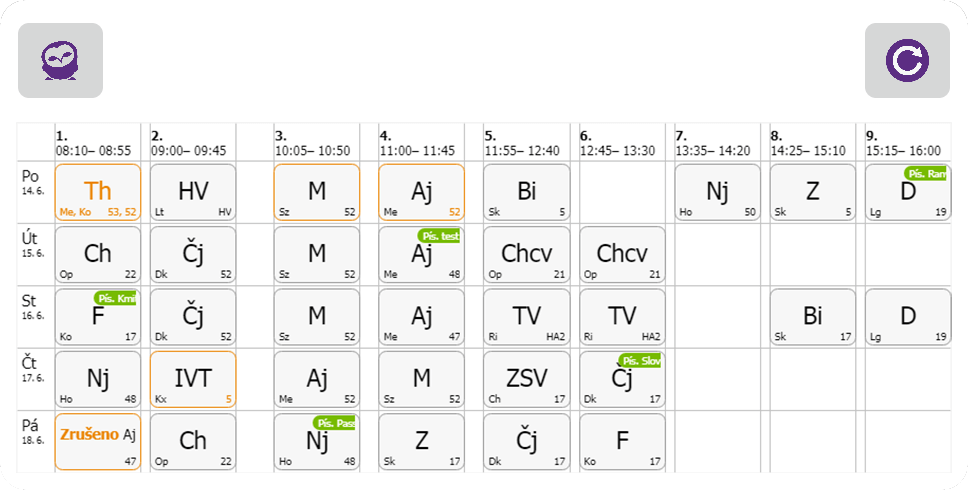 1. 2. 3. 4. 5. 6. 7. 8. 9.
08:10– 08:55 09:00– 09:45 10:05– 10:50 11:00– 11:45 11:55– 12:40 12:45– 13:30 13:35– 14:20 14:25– 15:10 15:15– 16:00
Po
14. 6.
Th
Me, Ko 53, 52
HV
Lt HV
M
Sz 52
Aj
Me 52
Bi
Sk 5
Nj
Ho 50
Z
Sk 5
Pís. Ran
D
Lg 19
Út
15. 6.
Ch
Op 22
Čj
Dk 52
M
Sz 52
Pís. test
Aj
Me 48
Chcv
Op 21
Chcv
Op 21
St
16. 6.
Pís. Kmi
F
Ko 17
Čj
Dk 52
M
Sz 52
Aj
Me 47
TV
Ri HA2
TV
Ri HA2
Bi
Sk 17
D
Lg 19
Čt
17. 6.
Nj
Ho 48
IVT
Kx 5
Aj
Me 52
M
Sz 52
ZSV
Ch 17
Pís. Slov
Čj
Dk 17
Pá
18. 6.
Zrušeno Aj
47
Ch
Op 22
Pís. Pass
Nj
Ho 48
Z
Sk 17
Čj
Dk 17
F
Ko 17